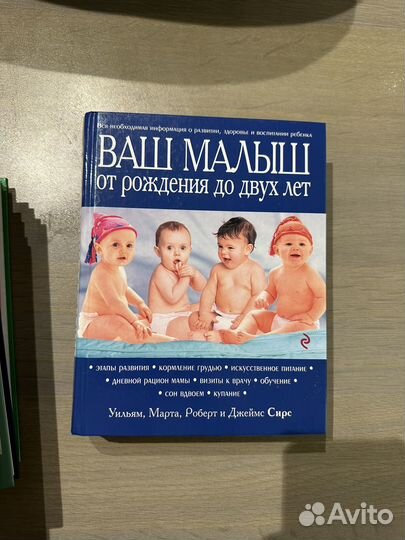 Вся необходимая информация о развитии, здоровье и воспитании ребенка
ВАШ МАЛЫШ
ОТ РОЖДЕНИЯ ДО ДВУХ ЛЕТ
• ЭТАПЫ РАЗВИТИЯ • КОРМЛЕНИЕ ГРУДЬЮ • ИСКУССТВЕННОЕ ПИТАНИЕ •
• ДНЕВНОЙ РАЦИОН МАМЫ • ВИЗИТЫ К ВРАЧУ • ОБУЧЕНИЕ •
• СОН ВДВОЕМ • КУПАНИЕ •
Уильям, Марта, Роберт и Джеймс Сирс
Avito